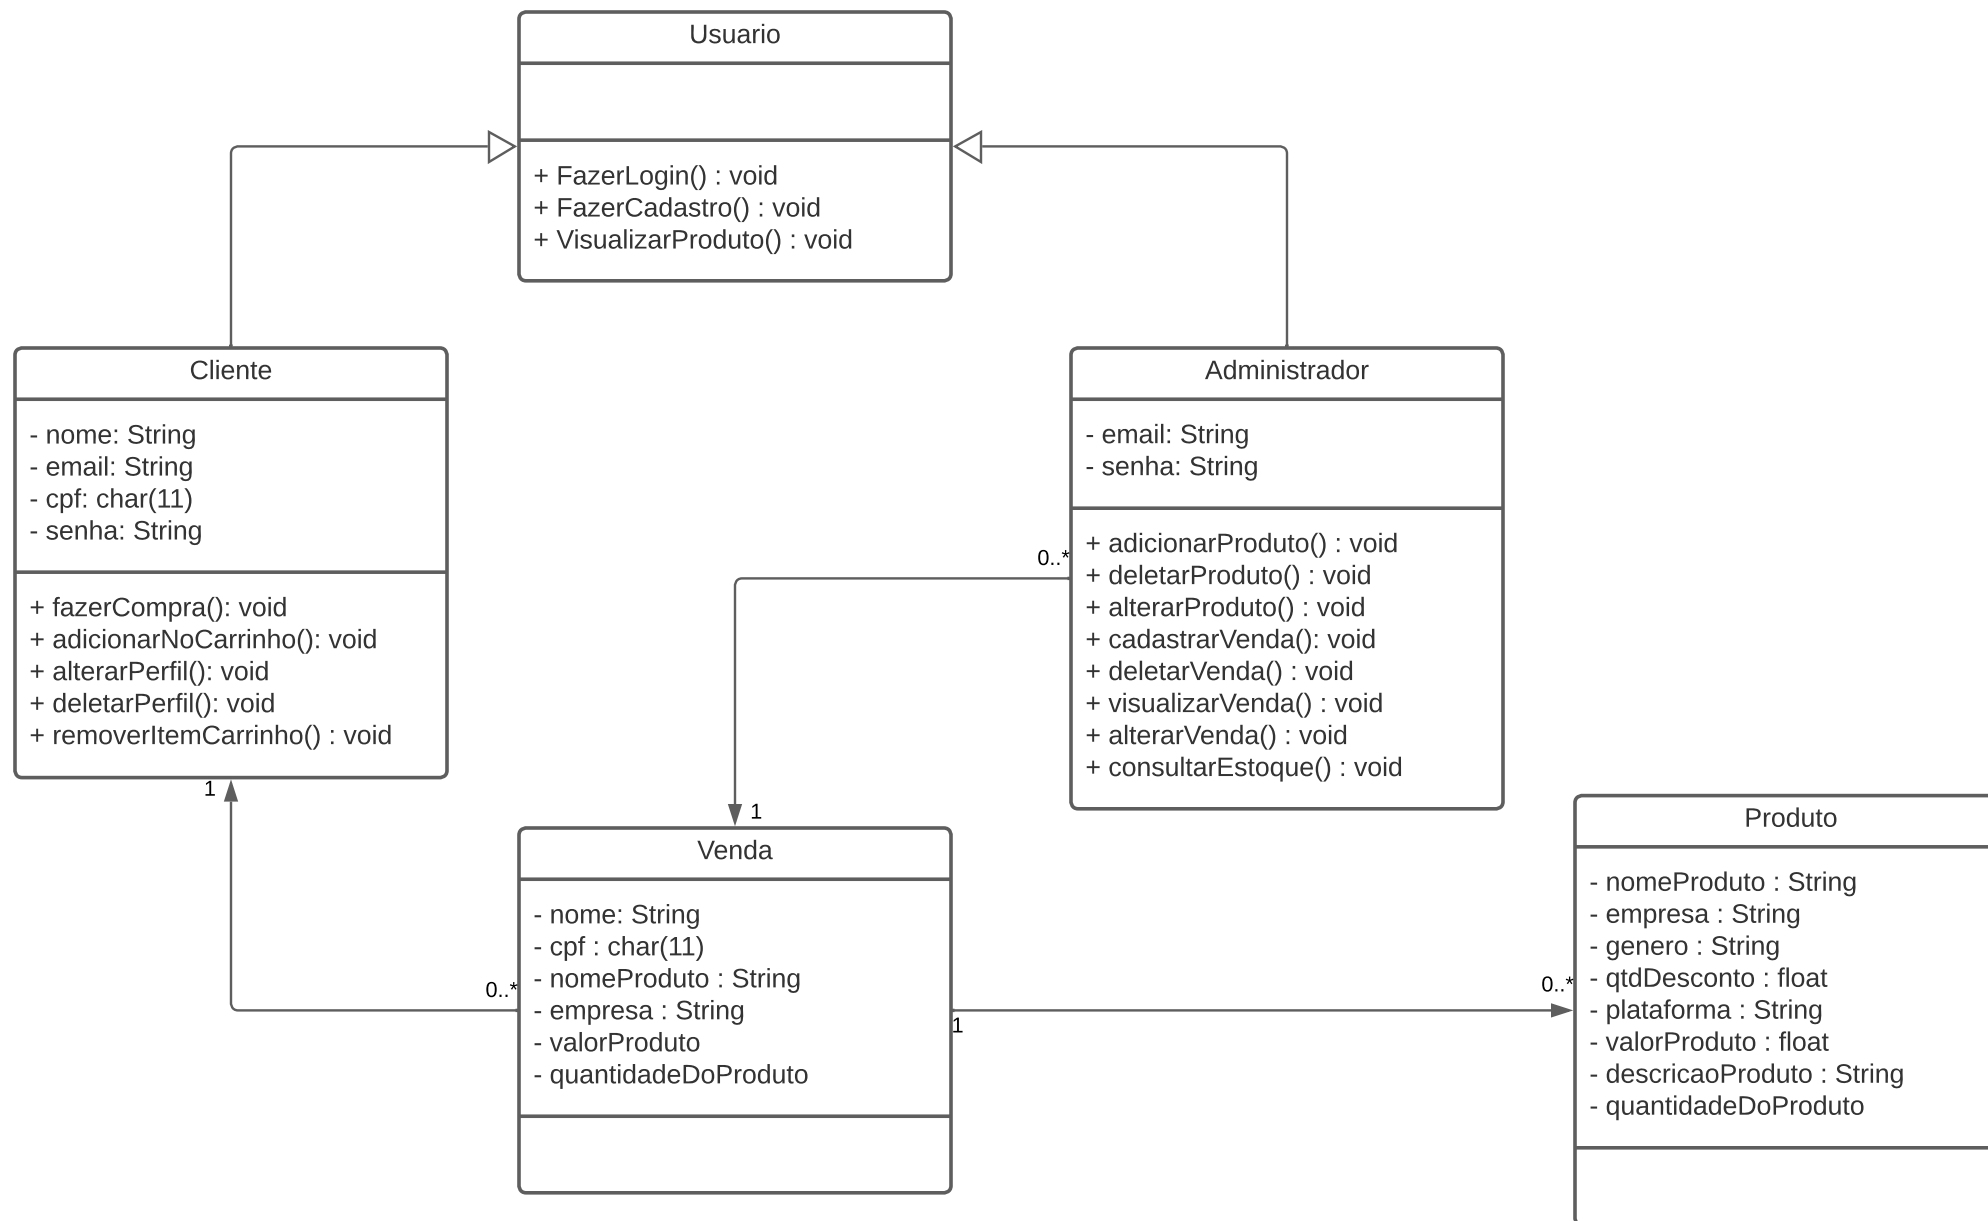 Usuario
+ FazerLogin() : void
+ FazerCadastro() : void
+ VisualizarProduto() : void
Cliente
- nome: String
- email: String
- cpf: char(11)
- senha: String
+ fazerCompra(): void
+ adicionarNoCarrinho(): void
+ alterarPerfil(): void
+ deletarPerfil(): void
+ removerItemCarrinho() : void
1
Administrador
- email: String
- senha: String
0..*
+ adicionarProduto() : void
+ deletarProduto() : void
+ alterarProduto() : void
+ cadastrarVenda(): void
+ deletarVenda() : void
+ visualizarVenda() : void
+ alterarVenda() : void
+ consultarEstoque() : void
1
Venda
- nome: String
- cpf : char(11)
- nomeProduto : String
- empresa : String
- valorProduto
- quantidadeDoProduto
0..*
1
0..*
Produto
- nomeProduto : String
- empresa : String
- genero : String
- qtdDesconto : float
- plataforma : String
- valorProduto : float
- descricaoProduto : String
- quantidadeDoProduto